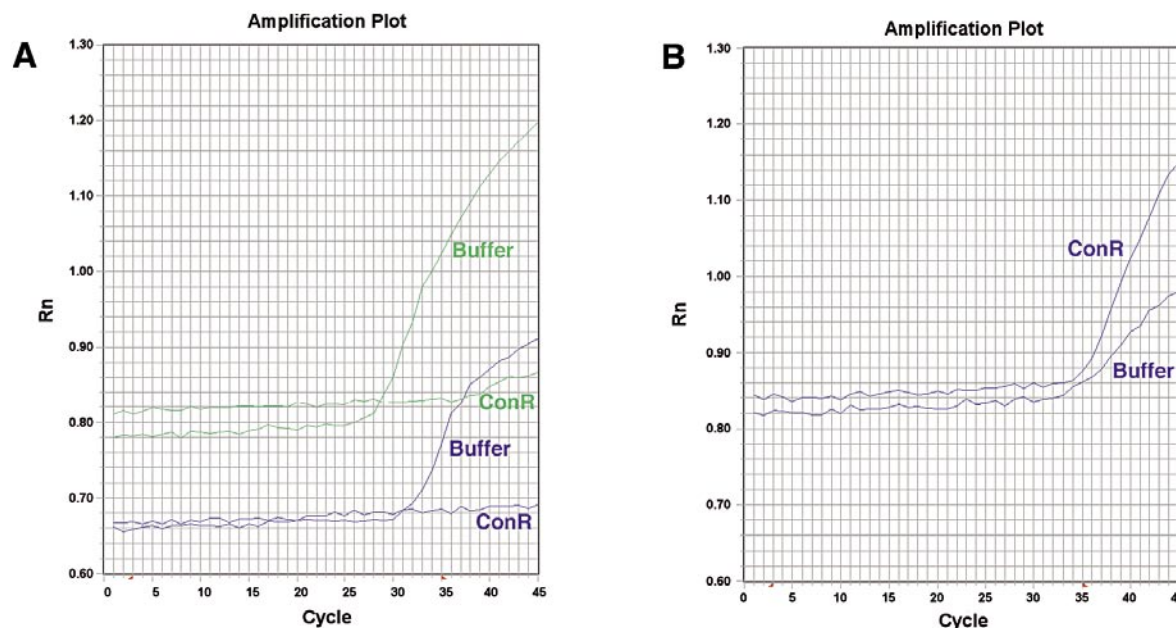 A
Amplification Plot
1.30
1.20
1.10
1.00
0.90
0.80
0.70
0.60
Rn
Buffer
ConR
Buffer
ConR
0 5 10 15 20 25 30 35 40 45
Cycle
B
Amplification Plot
1.30
1.20
1.10
1.00
0.90
0.80
0.70
0.60
Rn
ConR
Buffer
0 5 10 15 20 25 30 35 40 45
Cycle